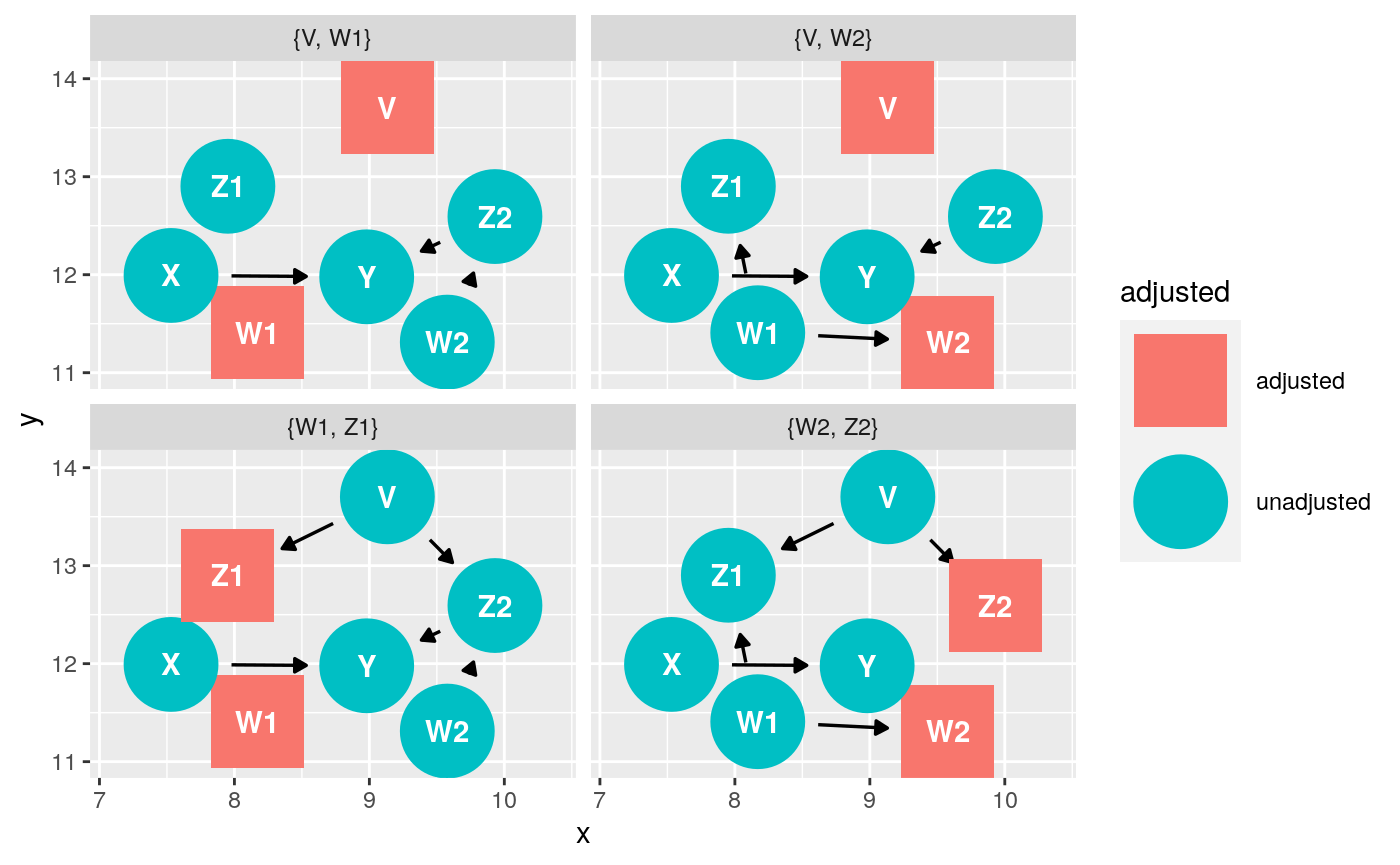 {V, W1}
{V, W2}
14
13
12
11
V
Z1
Z2
X
Y
W1
W2
V
Z1
Z2
X
Y
W1
W2
{W1, Z1}
{W2, Z2}
14
13
12
11
V
Z1
Z2
X
Y
W1
W2
V
Z1
Z2
X
Y
W1
W2
7 8 9 10
7 8 9 10
x
y
adjusted
adjusted
unadjusted